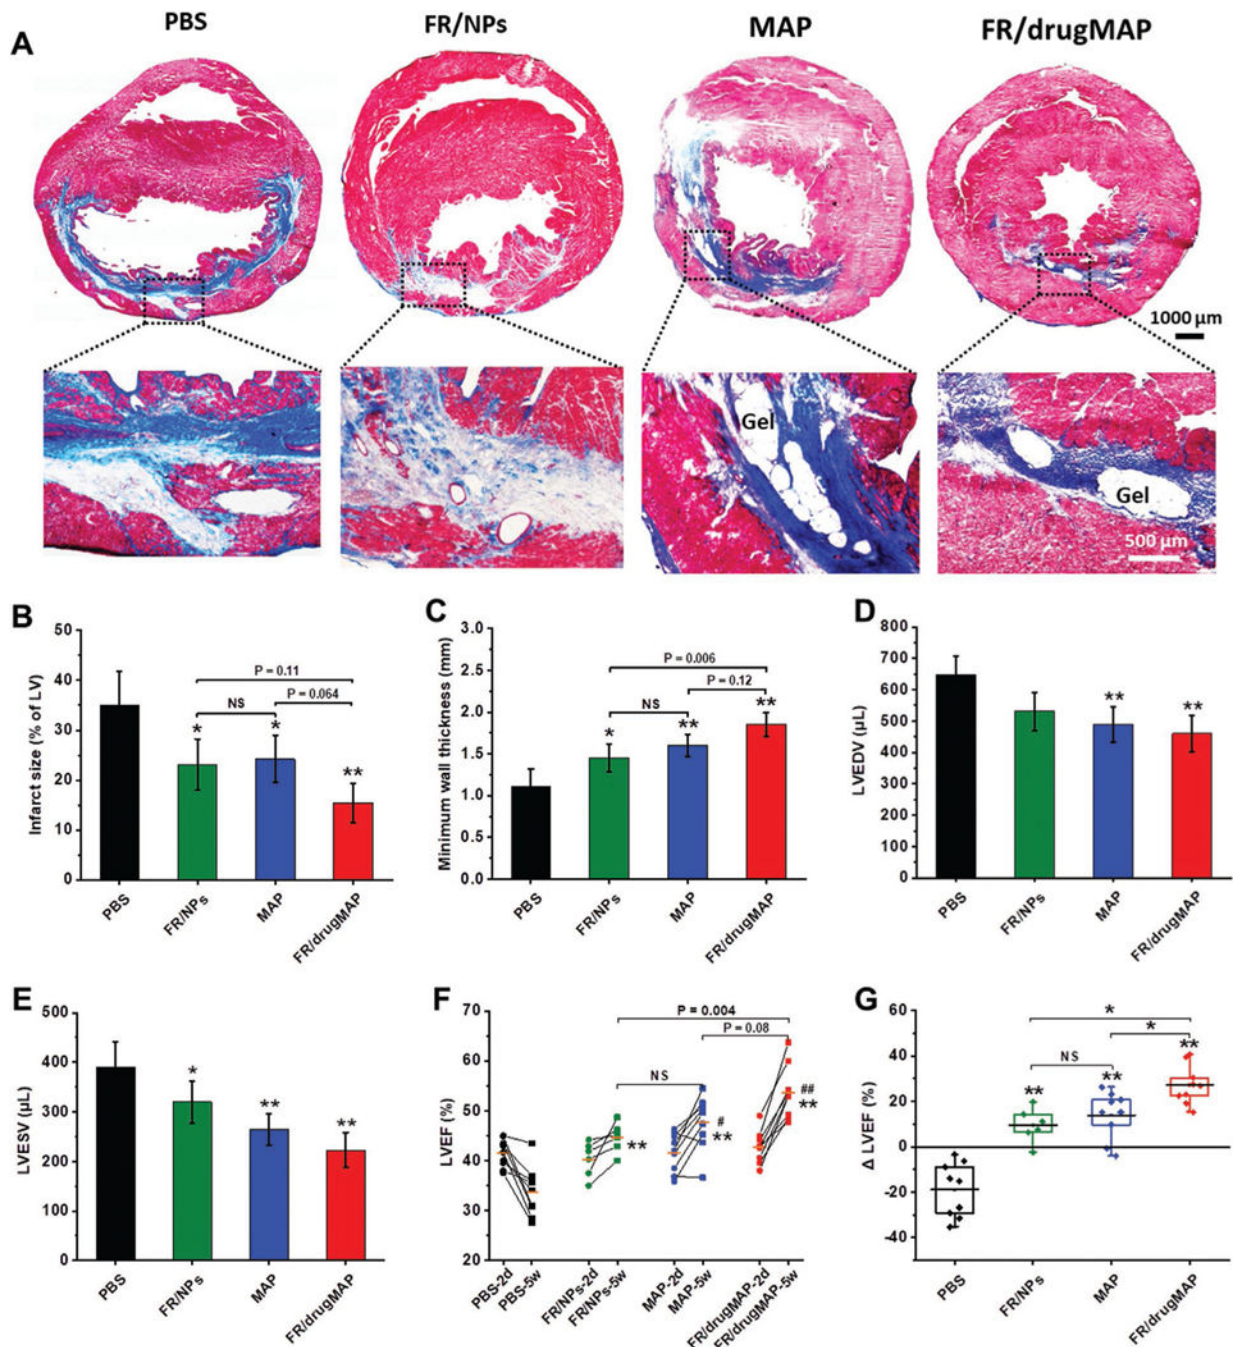 A
PBS
FR/NPs
MAP
FR/drugMAP
1000 µm
Gel
Gel
500 µm
B
Infarct size (% of LV)
50
40
30
20
10
0
P = 0.11
P = 0.064
NS
*
*
**
PBS
FR/NPs
MAP
FR/drugMAP
C
Minimum wall thickness (mm)
3.0
2.5
2.0
1.5
1.0
0.5
0.0
P = 0.006
P = 0.12
NS
*
**
**
PBS
FR/NPs
MAP
FR/drugMAP
D
LVEDV (µL)
800
700
600
500
400
300
200
100
0
**
**
PBS
FR/NPs
MAP
FR/drugMAP
E
LVESV (µL)
500
400
300
200
100
0
*
**
**
PBS
FR/NPs
MAP
FR/drugMAP
F
LVEF (%)
70
60
50
40
30
20
P = 0.004
P = 0.08
NS
**
#
**
##
**
PBS-2d
PBS-5w
FR/NPs-2d
FR/NPs-5w
MAP-2d
MAP-5w
FR/drugMAP-2d
FR/drugMAP-5w
G
Δ LVEF (%)
60
40
20
0
-20
-40
*
*
NS
**
**
**
PBS
FR/NPs
MAP
FR/drugMAP